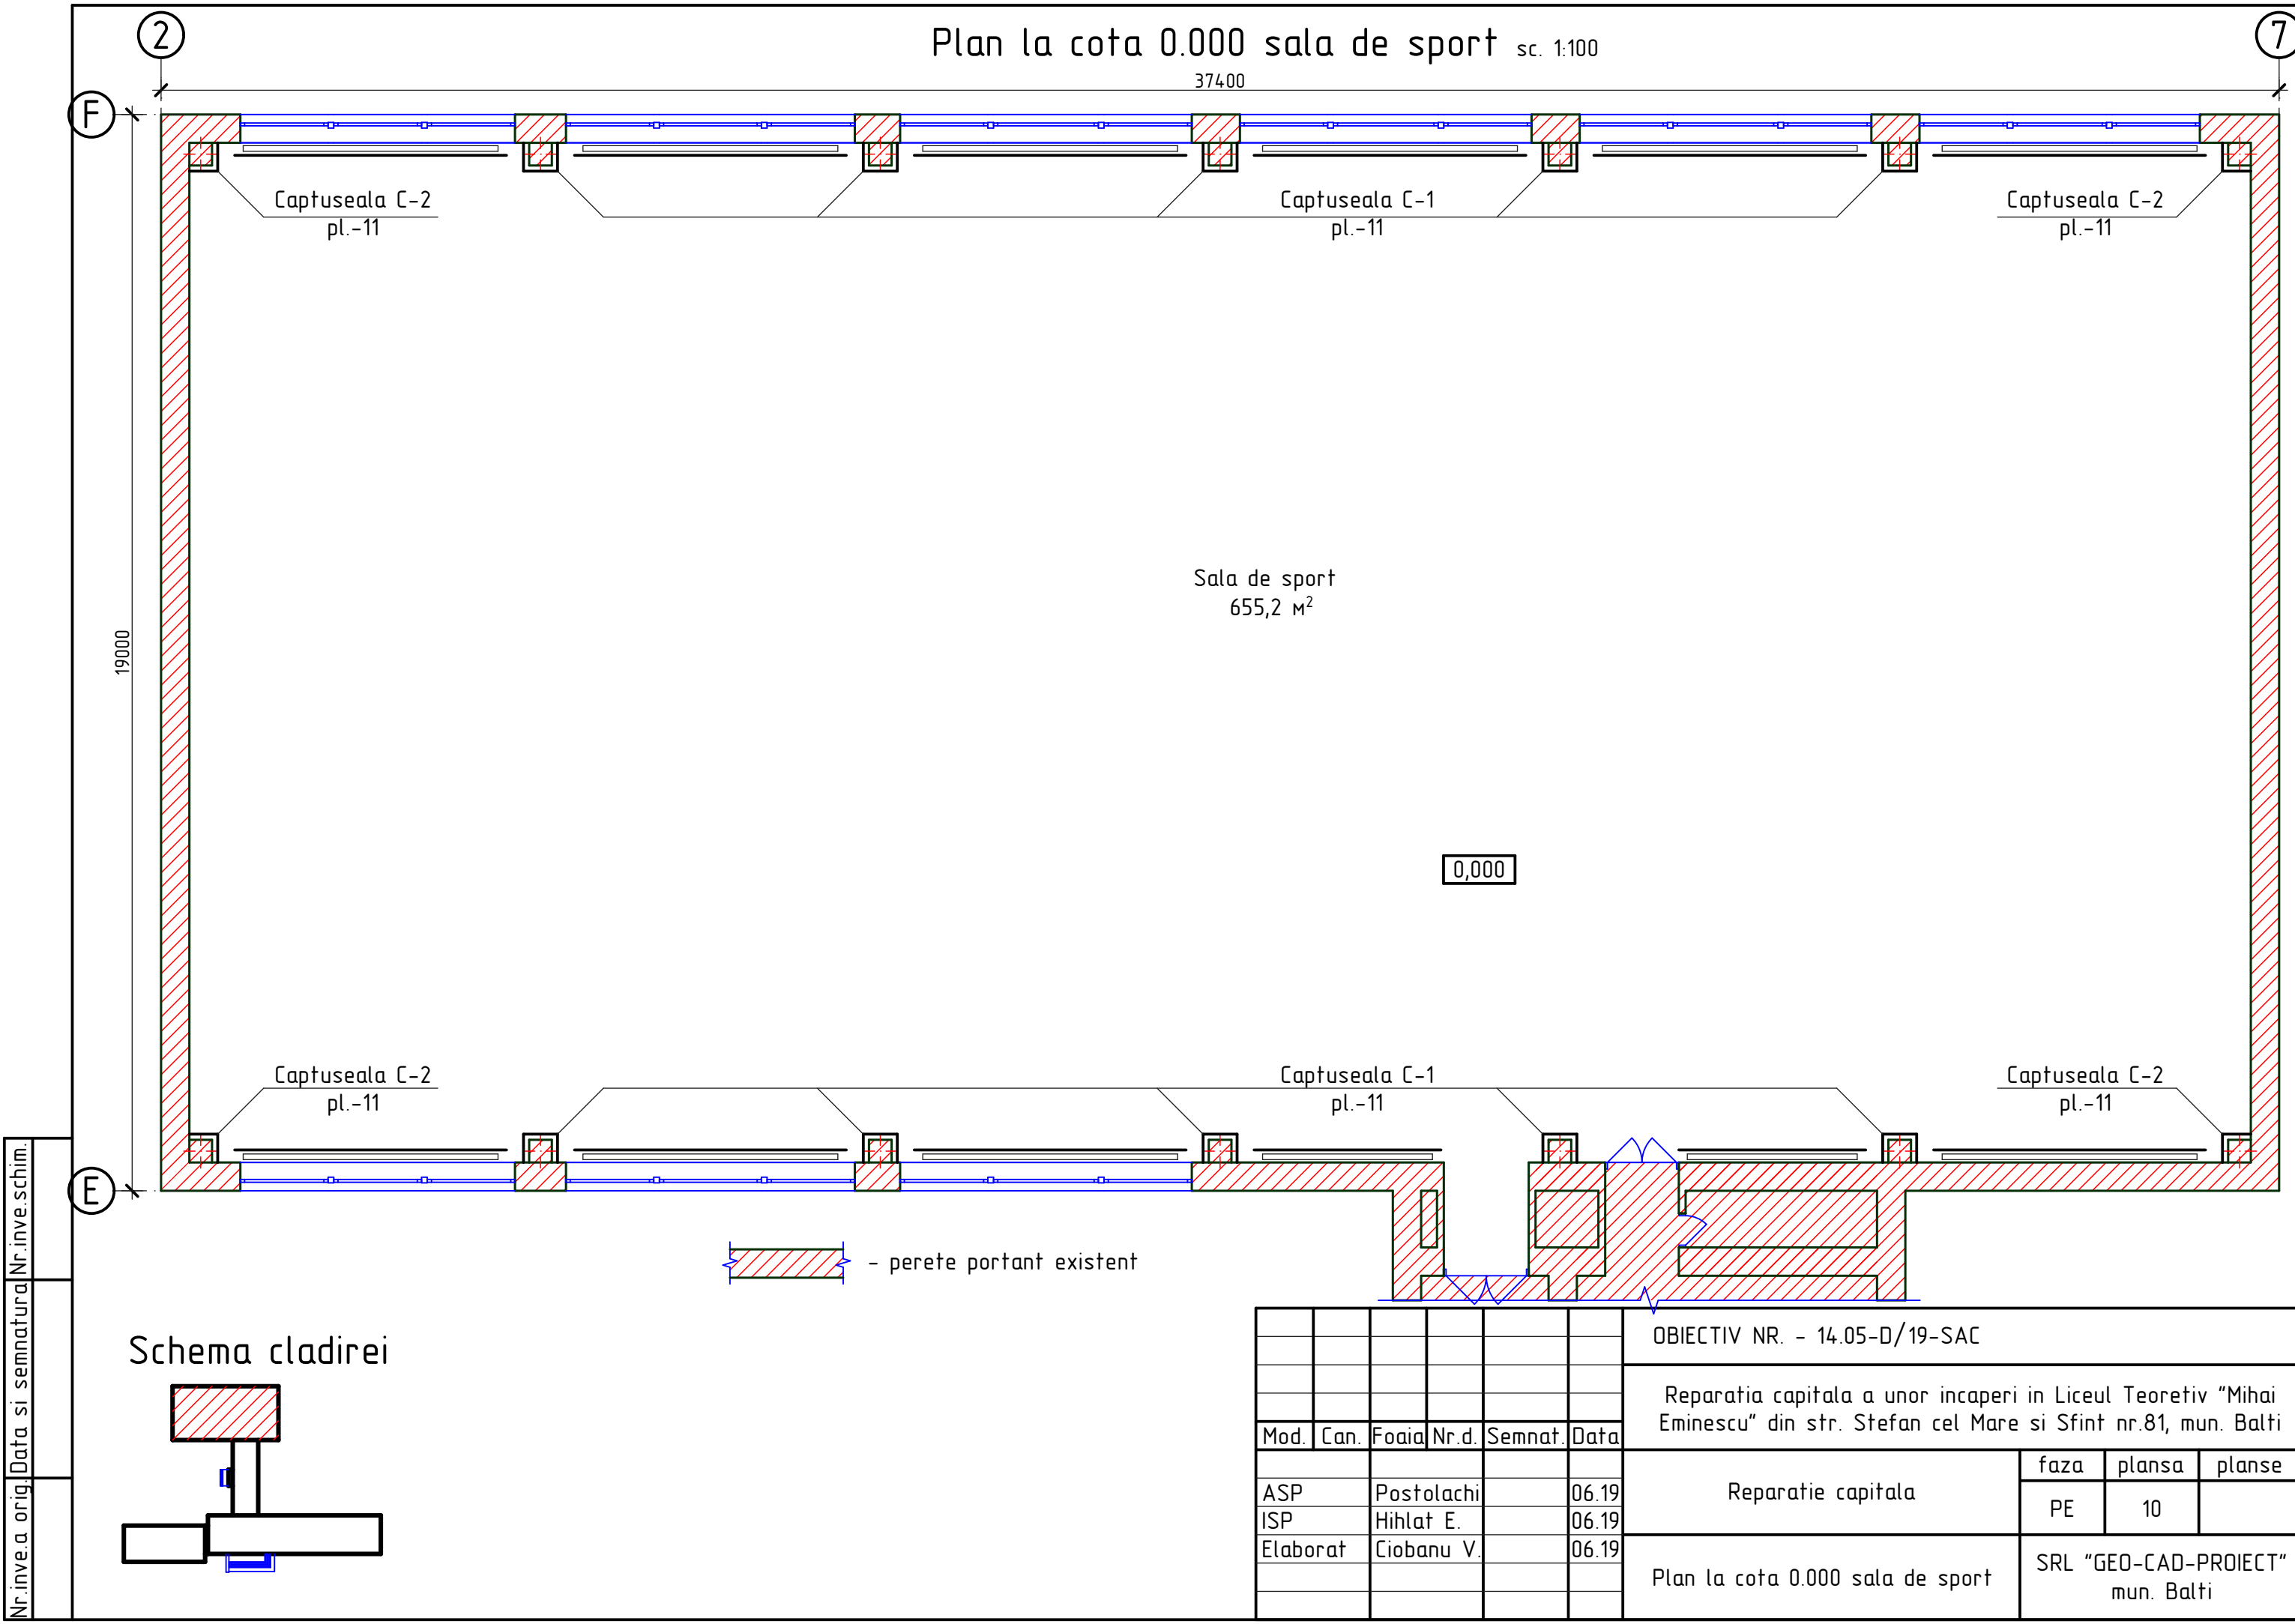 2
Plan la cota 0.000 sala de sport sc. 1:100
7
37400
F
Captuseala C-2
pl.-11
Captuseala C-1
pl.-11
Captuseala C-2
pl.-11
Sala de sport
655,2 м²
19000
0,000
Captuseala C-2
pl.-11
Captuseala C-1
pl.-11
Captuseala C-2
pl.-11
E
- perete portant existent
Schema cladirei
Nr.inve.schim.
Data si semnatura
Nr.inve.a orig.
OBIECTIV NR. - 14.05-D/19-SAC
Reparatia capitala a unor incaperi in Liceul Teoretiv "Mihai
Eminescu" din str. Stefan cel Mare si Sfint nr.81, mun. Balti
Mod. Can. Foaia Nr.d. Semnat. Data
ASP Postolachi 06.19
ISP Hihlat E. 06.19
Elaborat Ciobanu V. 06.19
Reparatie capitala
faza plansa planse
PE 10
Plan la cota 0.000 sala de sport
SRL "GEO-CAD-PROIECT"
mun. Balti